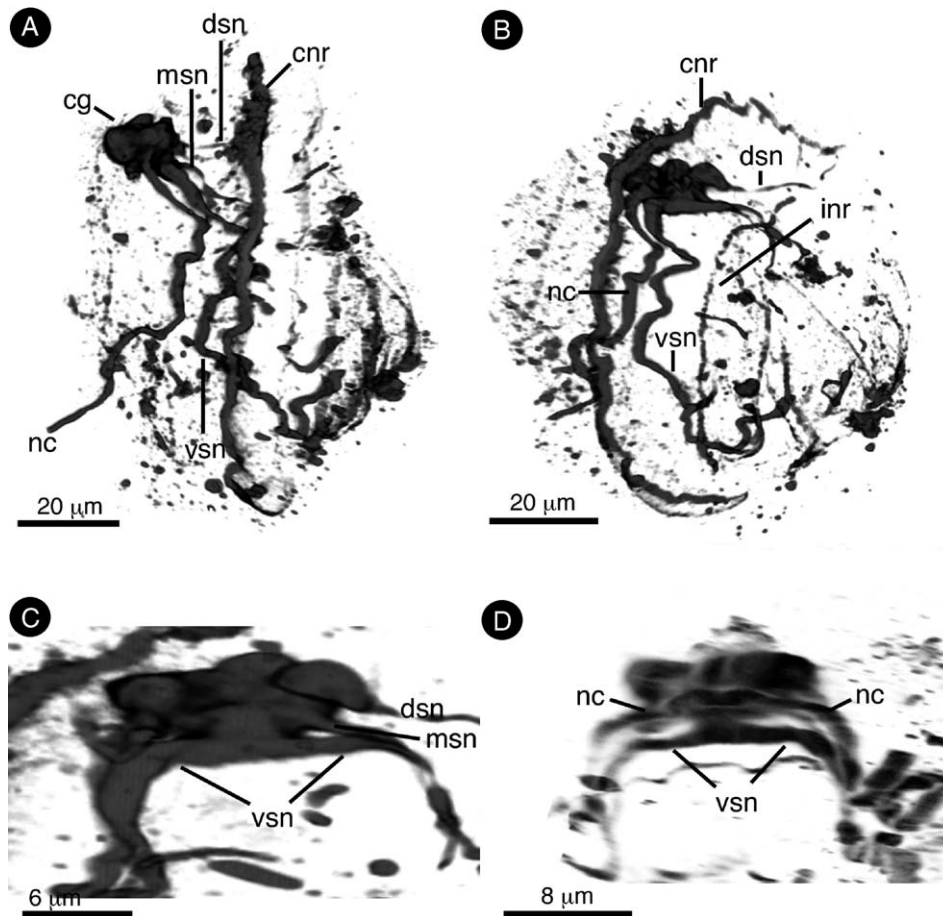 A
dsn
cnr
msn
cg
nc
vsn
20 μm
B
cnr
dsn
inr
nc
vsn
20 μm
C
dsn
msn
vsn
6 μm
D
nc
nc
vsn
8 μm